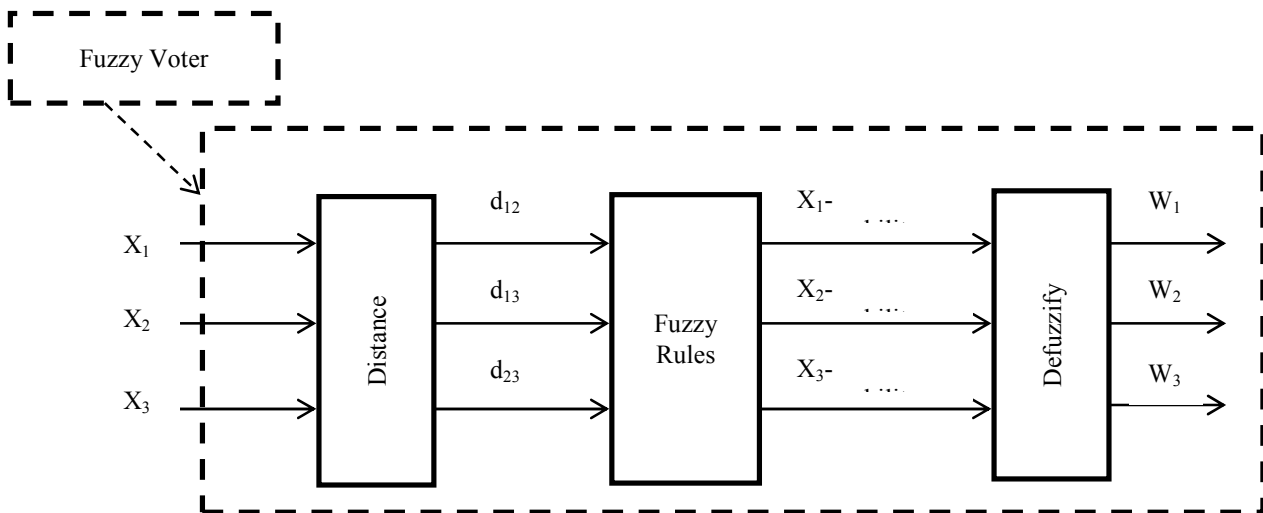 Fuzzy Voter
X₁
X₂
X₃
Distance
d₁₂
d₁₃
d₂₃
Fuzzy
Rules
X₁-
X₂-
X₃-
Defuzzify
W₁
W₂
W₃